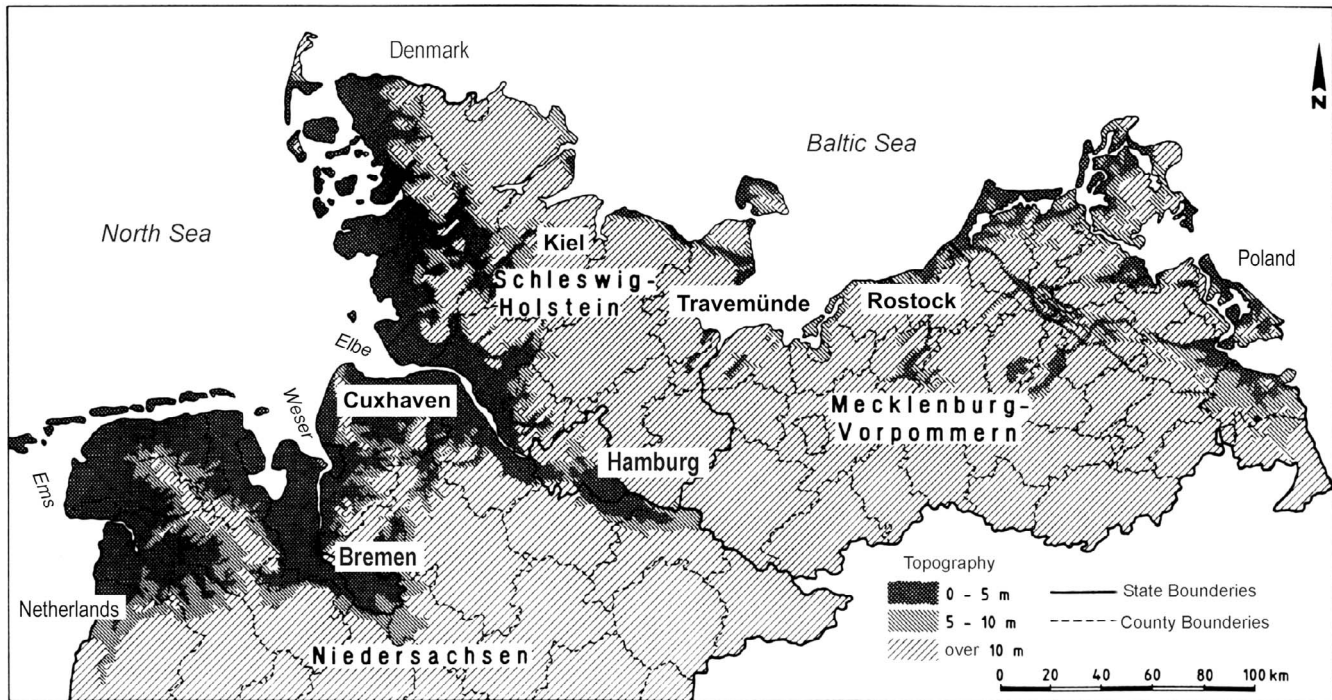 Denmark
N
Baltic Sea
North Sea
Kiel
Poland
Schleswig-
Holstein
Travemünde
Rostock
Elbe
Weser
Cuxhaven
Mecklenburg-
Vorpommern
Hamburg
Ems
Bremen
Netherlands
Niedersachsen
Topography
0 - 5 m
5 - 10 m
over 10 m
State Bounderies
County Bounderies
0 20 40 60 80 100 km